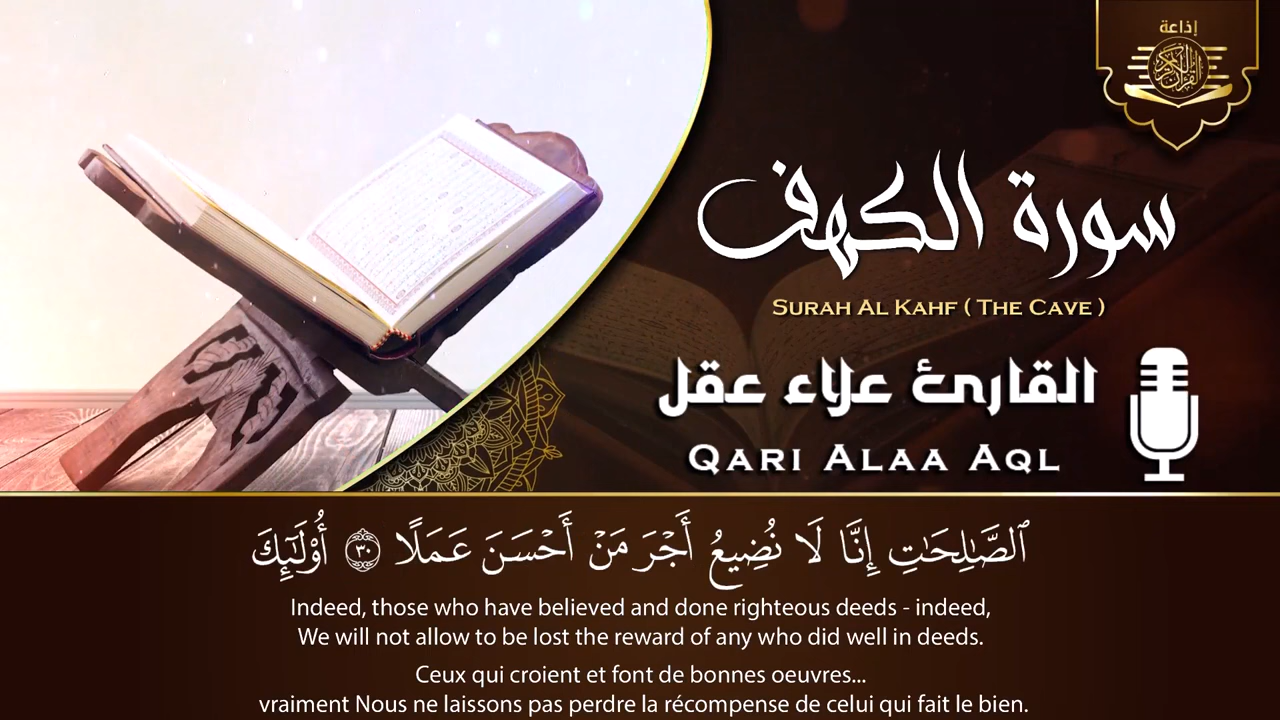 إذاعة
القرآن الكريم
سورة الكهف
SURAH AL KAHF ( THE CAVE )
القارئ علاء عقل
QARI ALAA AQL
ٱلصَّـٰلِحَـٰتِ إِنَّا لَا نُضِيعُ أَجْرَ مَنْ أَحْسَنَ عَمَلًا ٣٠ أُو۟لَـٰٓئِكَ
Indeed, those who have believed and done righteous deeds - indeed,
We will not allow to be lost the reward of any who did well in deeds.
Ceux qui croient et font de bonnes oeuvres...
vraiment Nous ne laissons pas perdre la récompense de celui qui fait le bien.